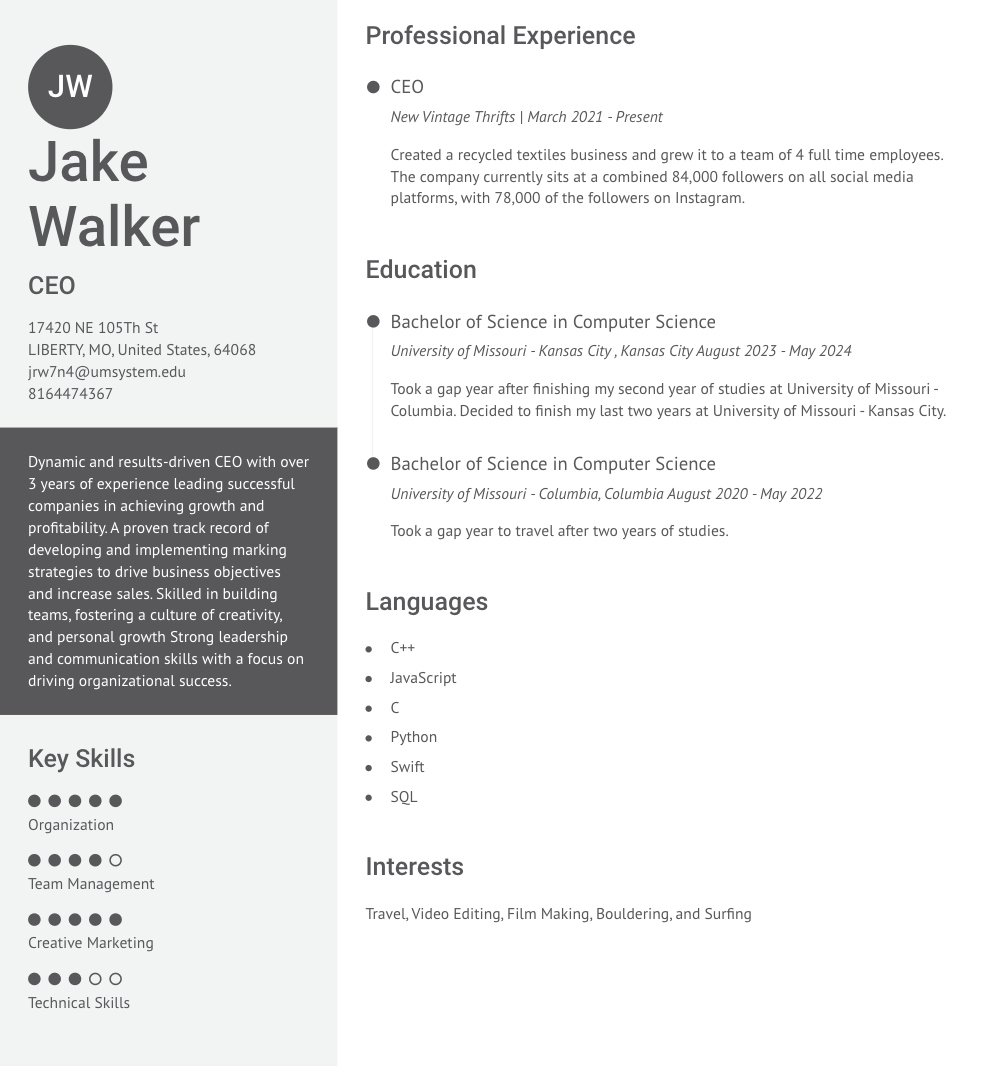 JW
Jake
Walker
CEO
17420 NE 105Th St
LIBERTY, MO, United States, 64068
jrw7n4@umsystem.edu
8164474367
Dynamic and results-driven CEO with over
3 years of experience leading successful
companies in achieving growth and
profitability. A proven track record of
developing and implementing marking
strategies to drive business objectives
and increase sales. Skilled in building
teams, fostering a culture of creativity,
and personal growth Strong leadership
and communication skills with a focus on
driving organizational success.
Key Skills
Organization
Team Management
Creative Marketing
Technical Skills
Professional Experience
CEO
New Vintage Thrifts | March 2021 - Present
Created a recycled textiles business and grew it to a team of 4 full time employees.
The company currently sits at a combined 84,000 followers on all social media
platforms, with 78,000 of the followers on Instagram.
Education
Bachelor of Science in Computer Science
University of Missouri - Kansas City , Kansas City August 2023 - May 2024
Took a gap year after finishing my second year of studies at University of Missouri -
Columbia. Decided to finish my last two years at University of Missouri - Kansas City.
Bachelor of Science in Computer Science
University of Missouri - Columbia, Columbia August 2020 - May 2022
Took a gap year to travel after two years of studies.
Languages
C++
JavaScript
C
Python
Swift
SQL
Interests
Travel, Video Editing, Film Making, Bouldering, and Surfing